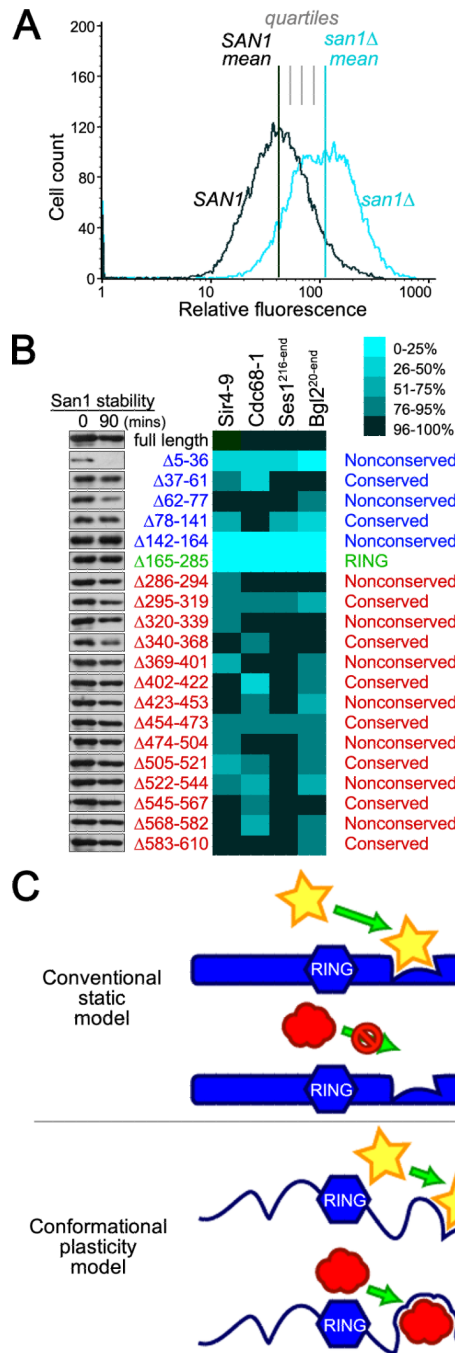 A
quartiles
SAN1 mean
san1Δ mean
200
160
120
80
40
0
Cell count
SAN1
san1Δ
1
10
100
1000
Relative fluorescence
B
0-25%
26-50%
51-75%
76-95%
96-100%
Sir4-9
Cdc68-1
Ses1216-end
Bgl220-end
San1 stability
0 90 (mins)
full length
Δ5-36 Nonconserved
Δ37-61 Conserved
Δ62-77 Nonconserved
Δ78-141 Conserved
Δ142-164 Nonconserved
Δ165-285 RING
Δ286-294 Nonconserved
Δ295-319 Conserved
Δ320-339 Nonconserved
Δ340-368 Conserved
Δ369-401 Nonconserved
Δ402-422 Conserved
Δ423-453 Nonconserved
Δ454-473 Conserved
Δ474-504 Nonconserved
Δ505-521 Conserved
Δ522-544 Nonconserved
Δ545-567 Conserved
Δ568-582 Nonconserved
Δ583-610 Conserved
C
Conventional
static
model
RING
RING
Conformational
plasticity
model
RING
RING